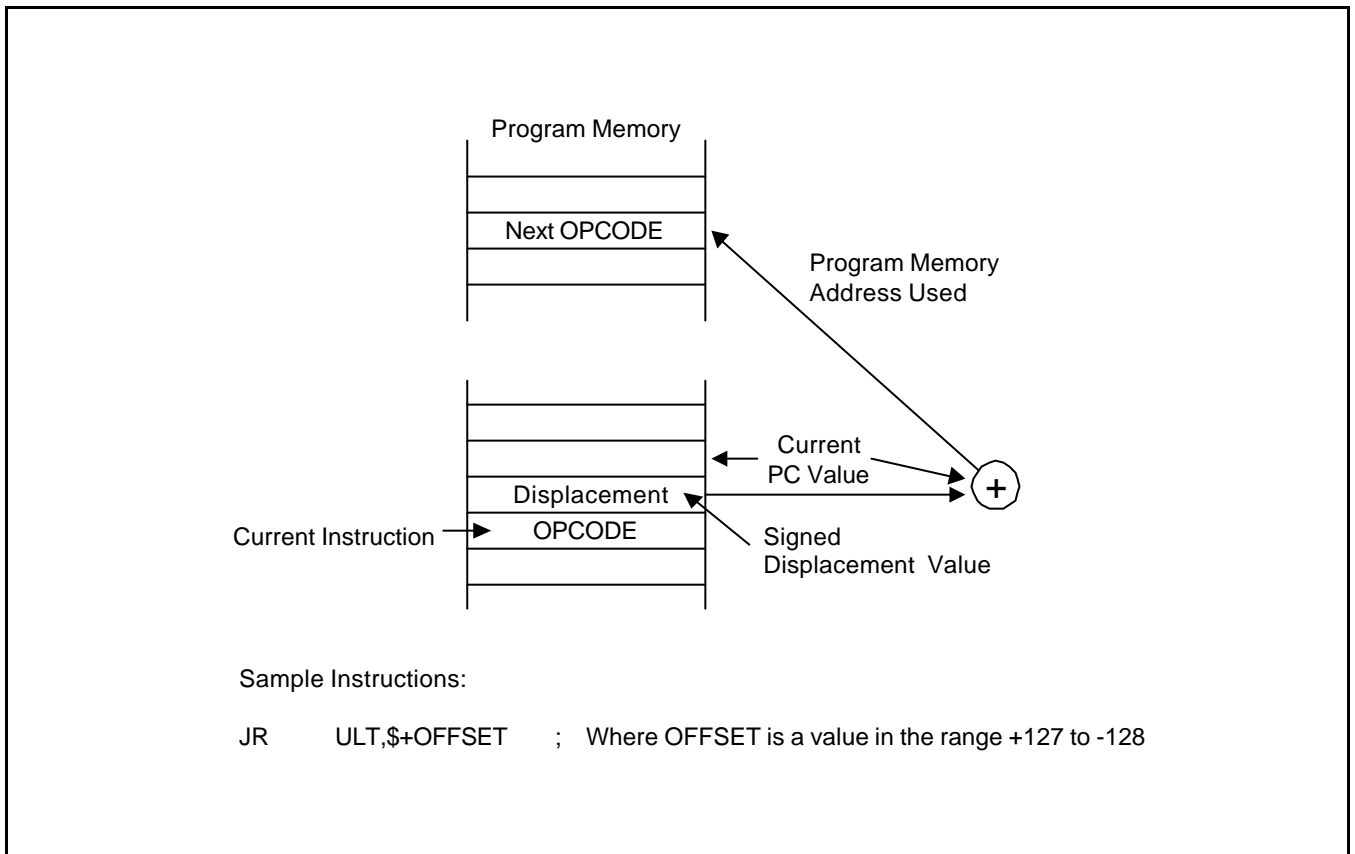 Program Memory
Next OPCODE
Program Memory
Address Used
Current
PC Value
+
Displacement
Current Instruction
OPCODE
Signed
Displacement Value
Sample Instructions:
JR ULT,$+OFFSET ; Where OFFSET is a value in the range +127 to -128